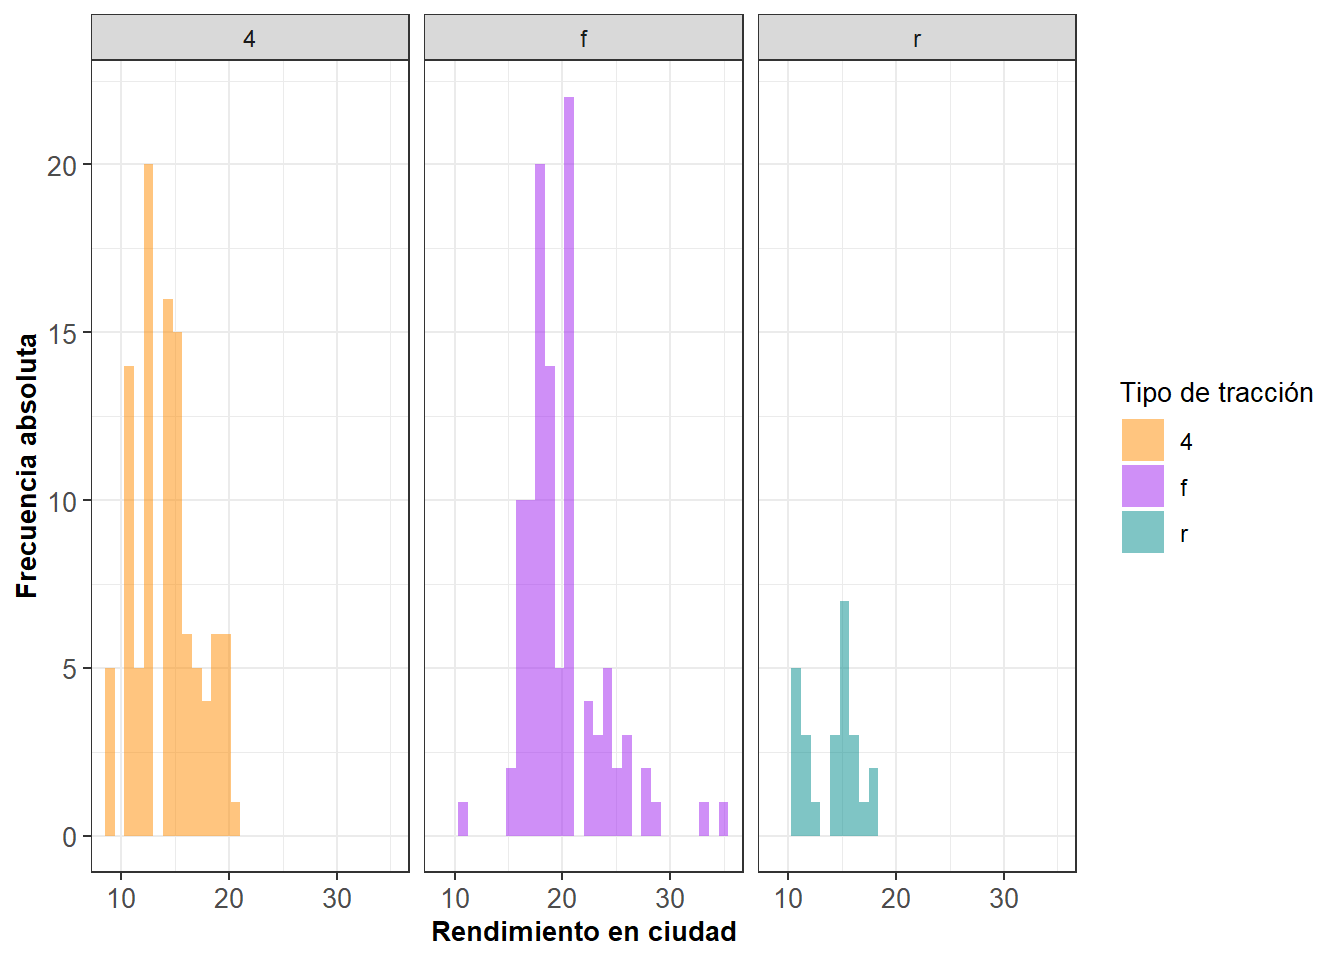 4 f r
20
15
10
5
0
10 20 30 10 20 30 10 20 30
Rendimiento en ciudad
Frecuencia absoluta
Tipo de tracción
4
f
r